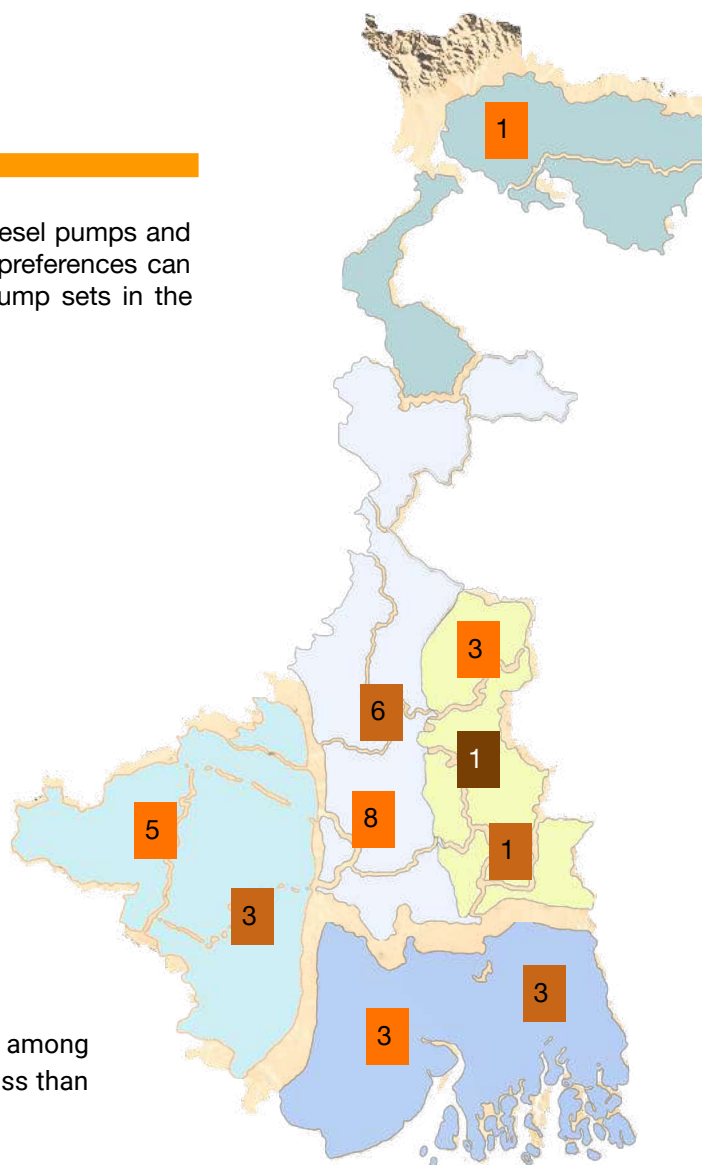 1
esel pumps and
preferences can
ump sets in the
3
6
1
8
5
1
3
3
3
among
ss than